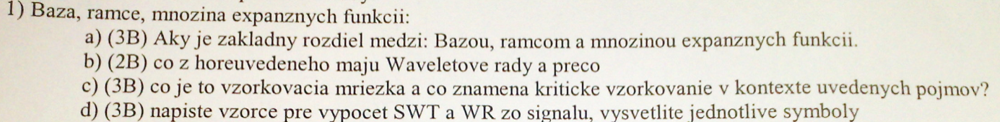 1) Baza, ramce, mnozina expanznych funkcii:
a) (3B) Aky je zakladny rozdiel medzi: Bazou, ramcom a mnozinou expanznych funkcii.
b) (2B) co z horeuvedeneho maju Waveletove rady a preco
c) (3B) co je to vzorkovacia mriezka a co znamena kriticke vzorkovanie v kontexte uvedenych pojmov?
d) (3B) napiste vzorce pre vypocet SWT a WR zo signalu, vysvetlite jednotlive symboly